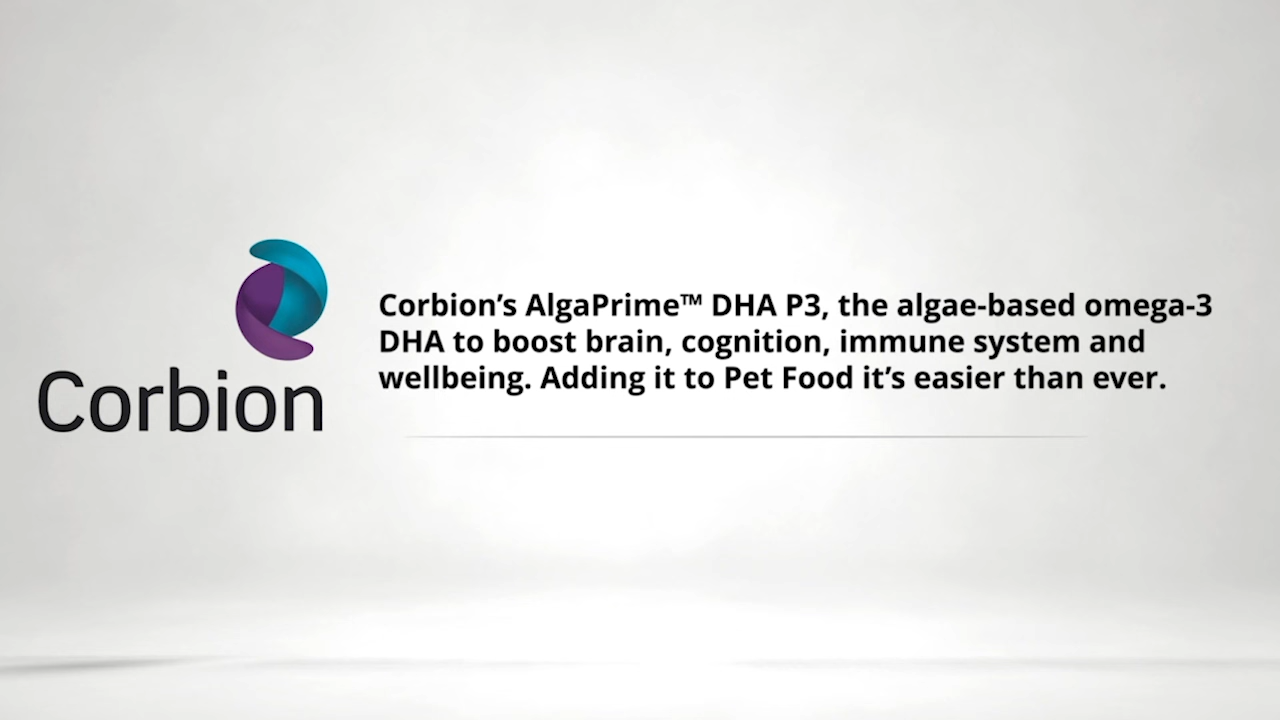 Corbion
Corbion’s AlgaPrime™ DHA P3, the algae-based omega-3
DHA to boost brain, cognition, immune system and
wellbeing. Adding it to Pet Food it’s easier than ever.